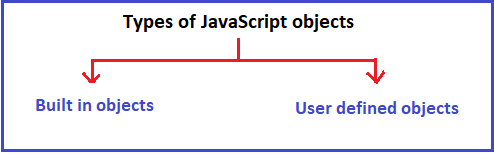 Types of JavaScript objects
Built in objects
User defined objects